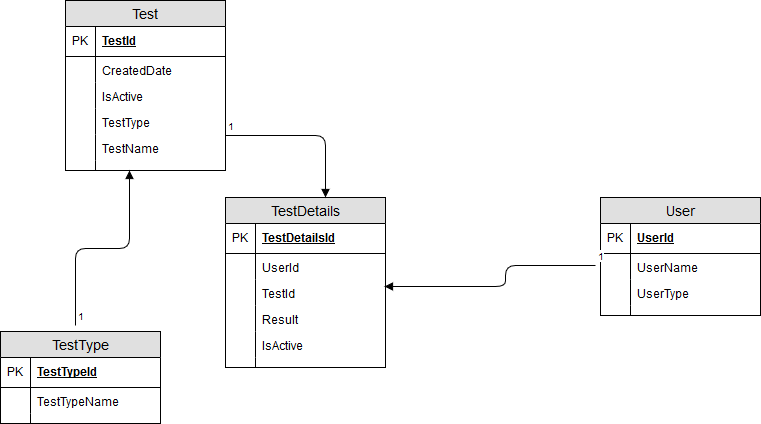 Test
PK TestId
CreatedDate
IsActive
TestType
TestName
1
TestDetails
PK TestDetailsId
UserId
TestId
Result
IsActive
User
PK UserId
1
UserName
UserType
1
TestType
PK TestTypeId
TestTypeName